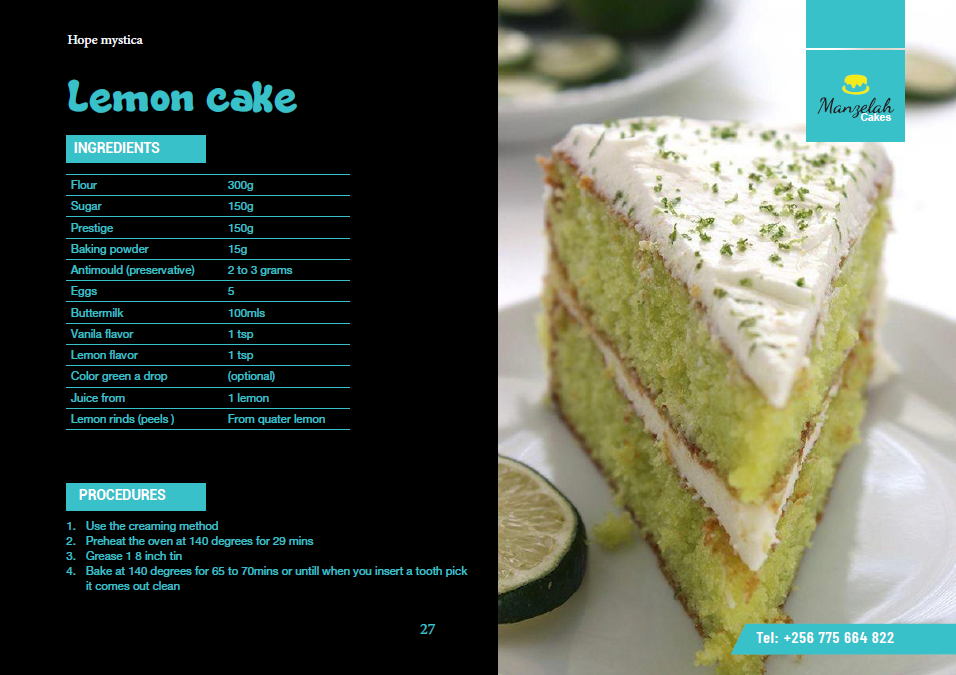 Hope mystica
Lemon cake
INGREDIENTS
Flour 300g
Sugar 150g
Prestige 150g
Baking powder 15g
Antimould (preservative) 2 to 3 grams
Eggs 5
Buttermilk 100mls
Vanila flavor 1 tsp
Lemon flavor 1 tsp
Color green a drop (optional)
Juice from 1 lemon
Lemon rinds (peels ) From quater lemon
PROCEDURES
1. Use the creaming method
2. Preheat the oven at 140 degrees for 29 mins
3. Grease 1 8 inch tin
4. Bake at 140 degrees for 65 to 70mins or untill when you insert a tooth pick
it comes out clean
27
Manzelah
Cakes
Tel: +256 775 664 822